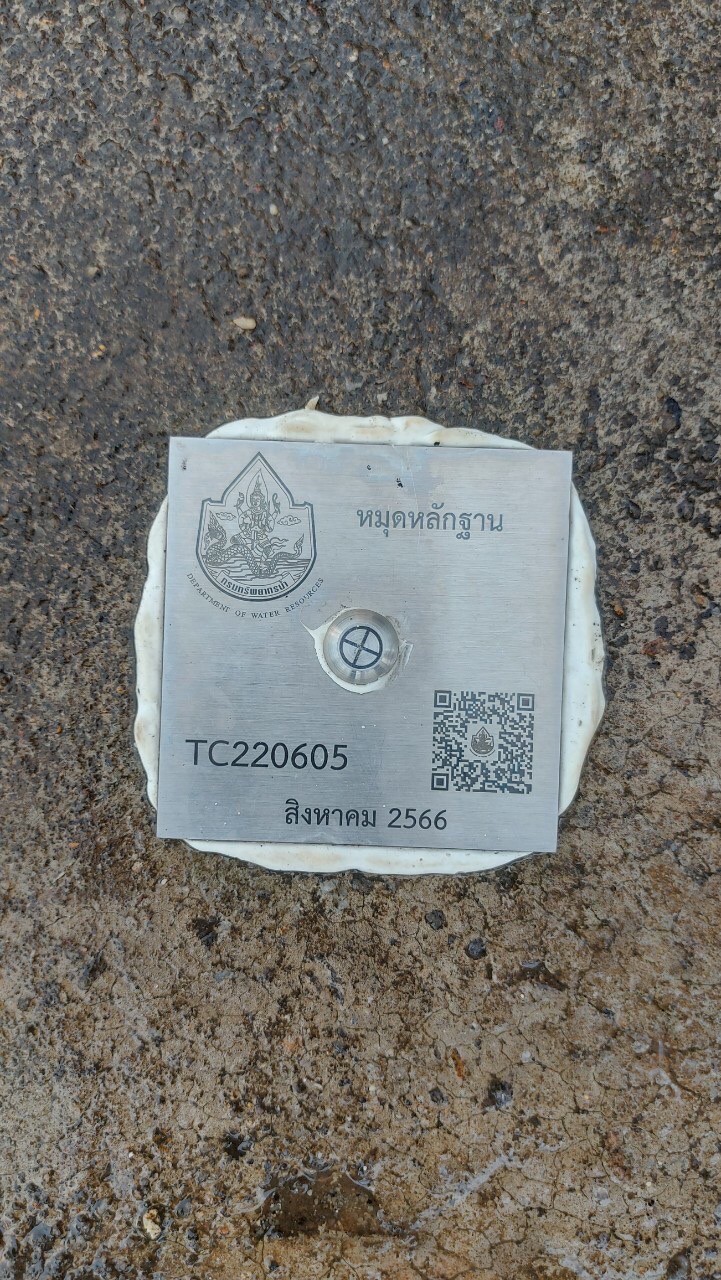 หมุดหลักฐาน
กรมทรัพยากรน้ำ
DEPARTMENT OF WATER RESOURCES
TC220605
สิงหาคม 2566